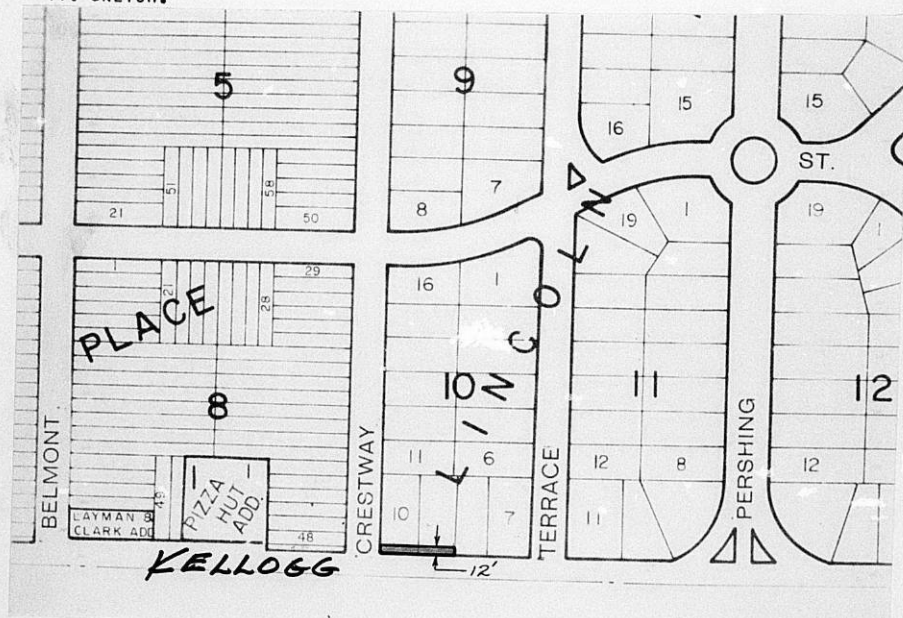 SKETCH.
5
9
15
16
15
51
58
7
ST.
21
50
8
19
1
19
1
1
21
28
29
16
1
PLACE
LINCOLN
8
10
11
12
BELMONT.
CRESTWAY
TERRACE
PERSHING
11
6
12
8
12
49
PIZZA
HUT
ADD.
LAYMAN &
CLARK ADD
48
10
7
11
KELLOGG
12'